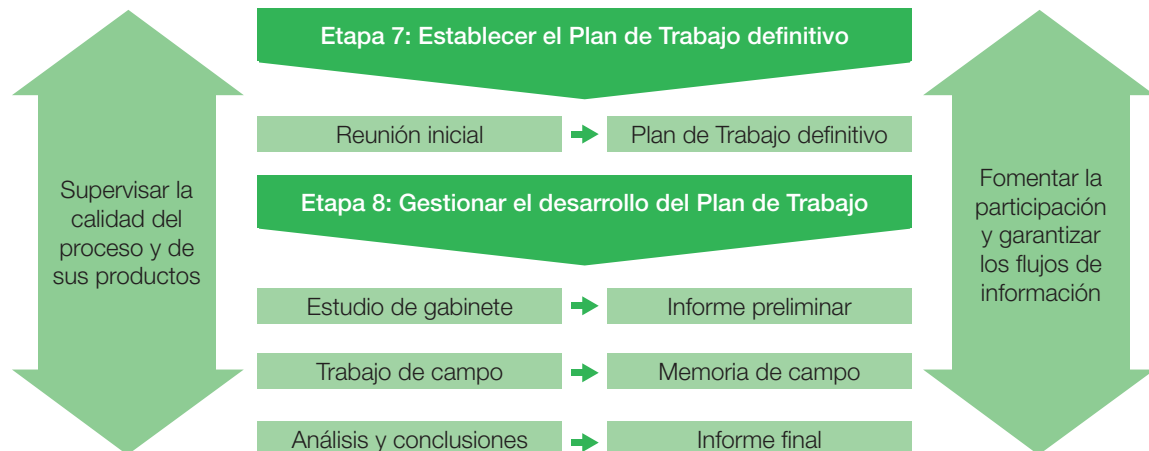 Etapa 7: Establecer el Plan de Trabajo definitivo
Reunión inicial
Plan de Trabajo definitivo
Supervisar la
calidad del
proceso y de
sus productos
Etapa 8: Gestionar el desarrollo del Plan de Trabajo
Fomentar la
participación
y garantizar
los flujos de
información
Estudio de gabinete
Informe preliminar
Trabajo de campo
Memoria de campo
Análisis y conclusiones
Informe final